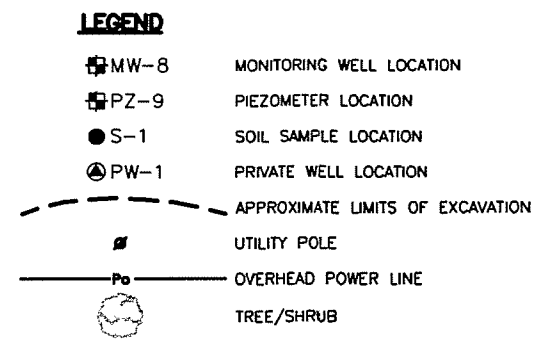 LEGEND
MW-8 MONITORING WELL LOCATION
PZ-9 PIEZOMETER LOCATION
S-1 SOIL SAMPLE LOCATION
PW-1 PRIVATE WELL LOCATION
APPROXIMATE LIMITS OF EXCAVATION
UTILITY POLE
Po OVERHEAD POWER LINE
TREE/SHRUB